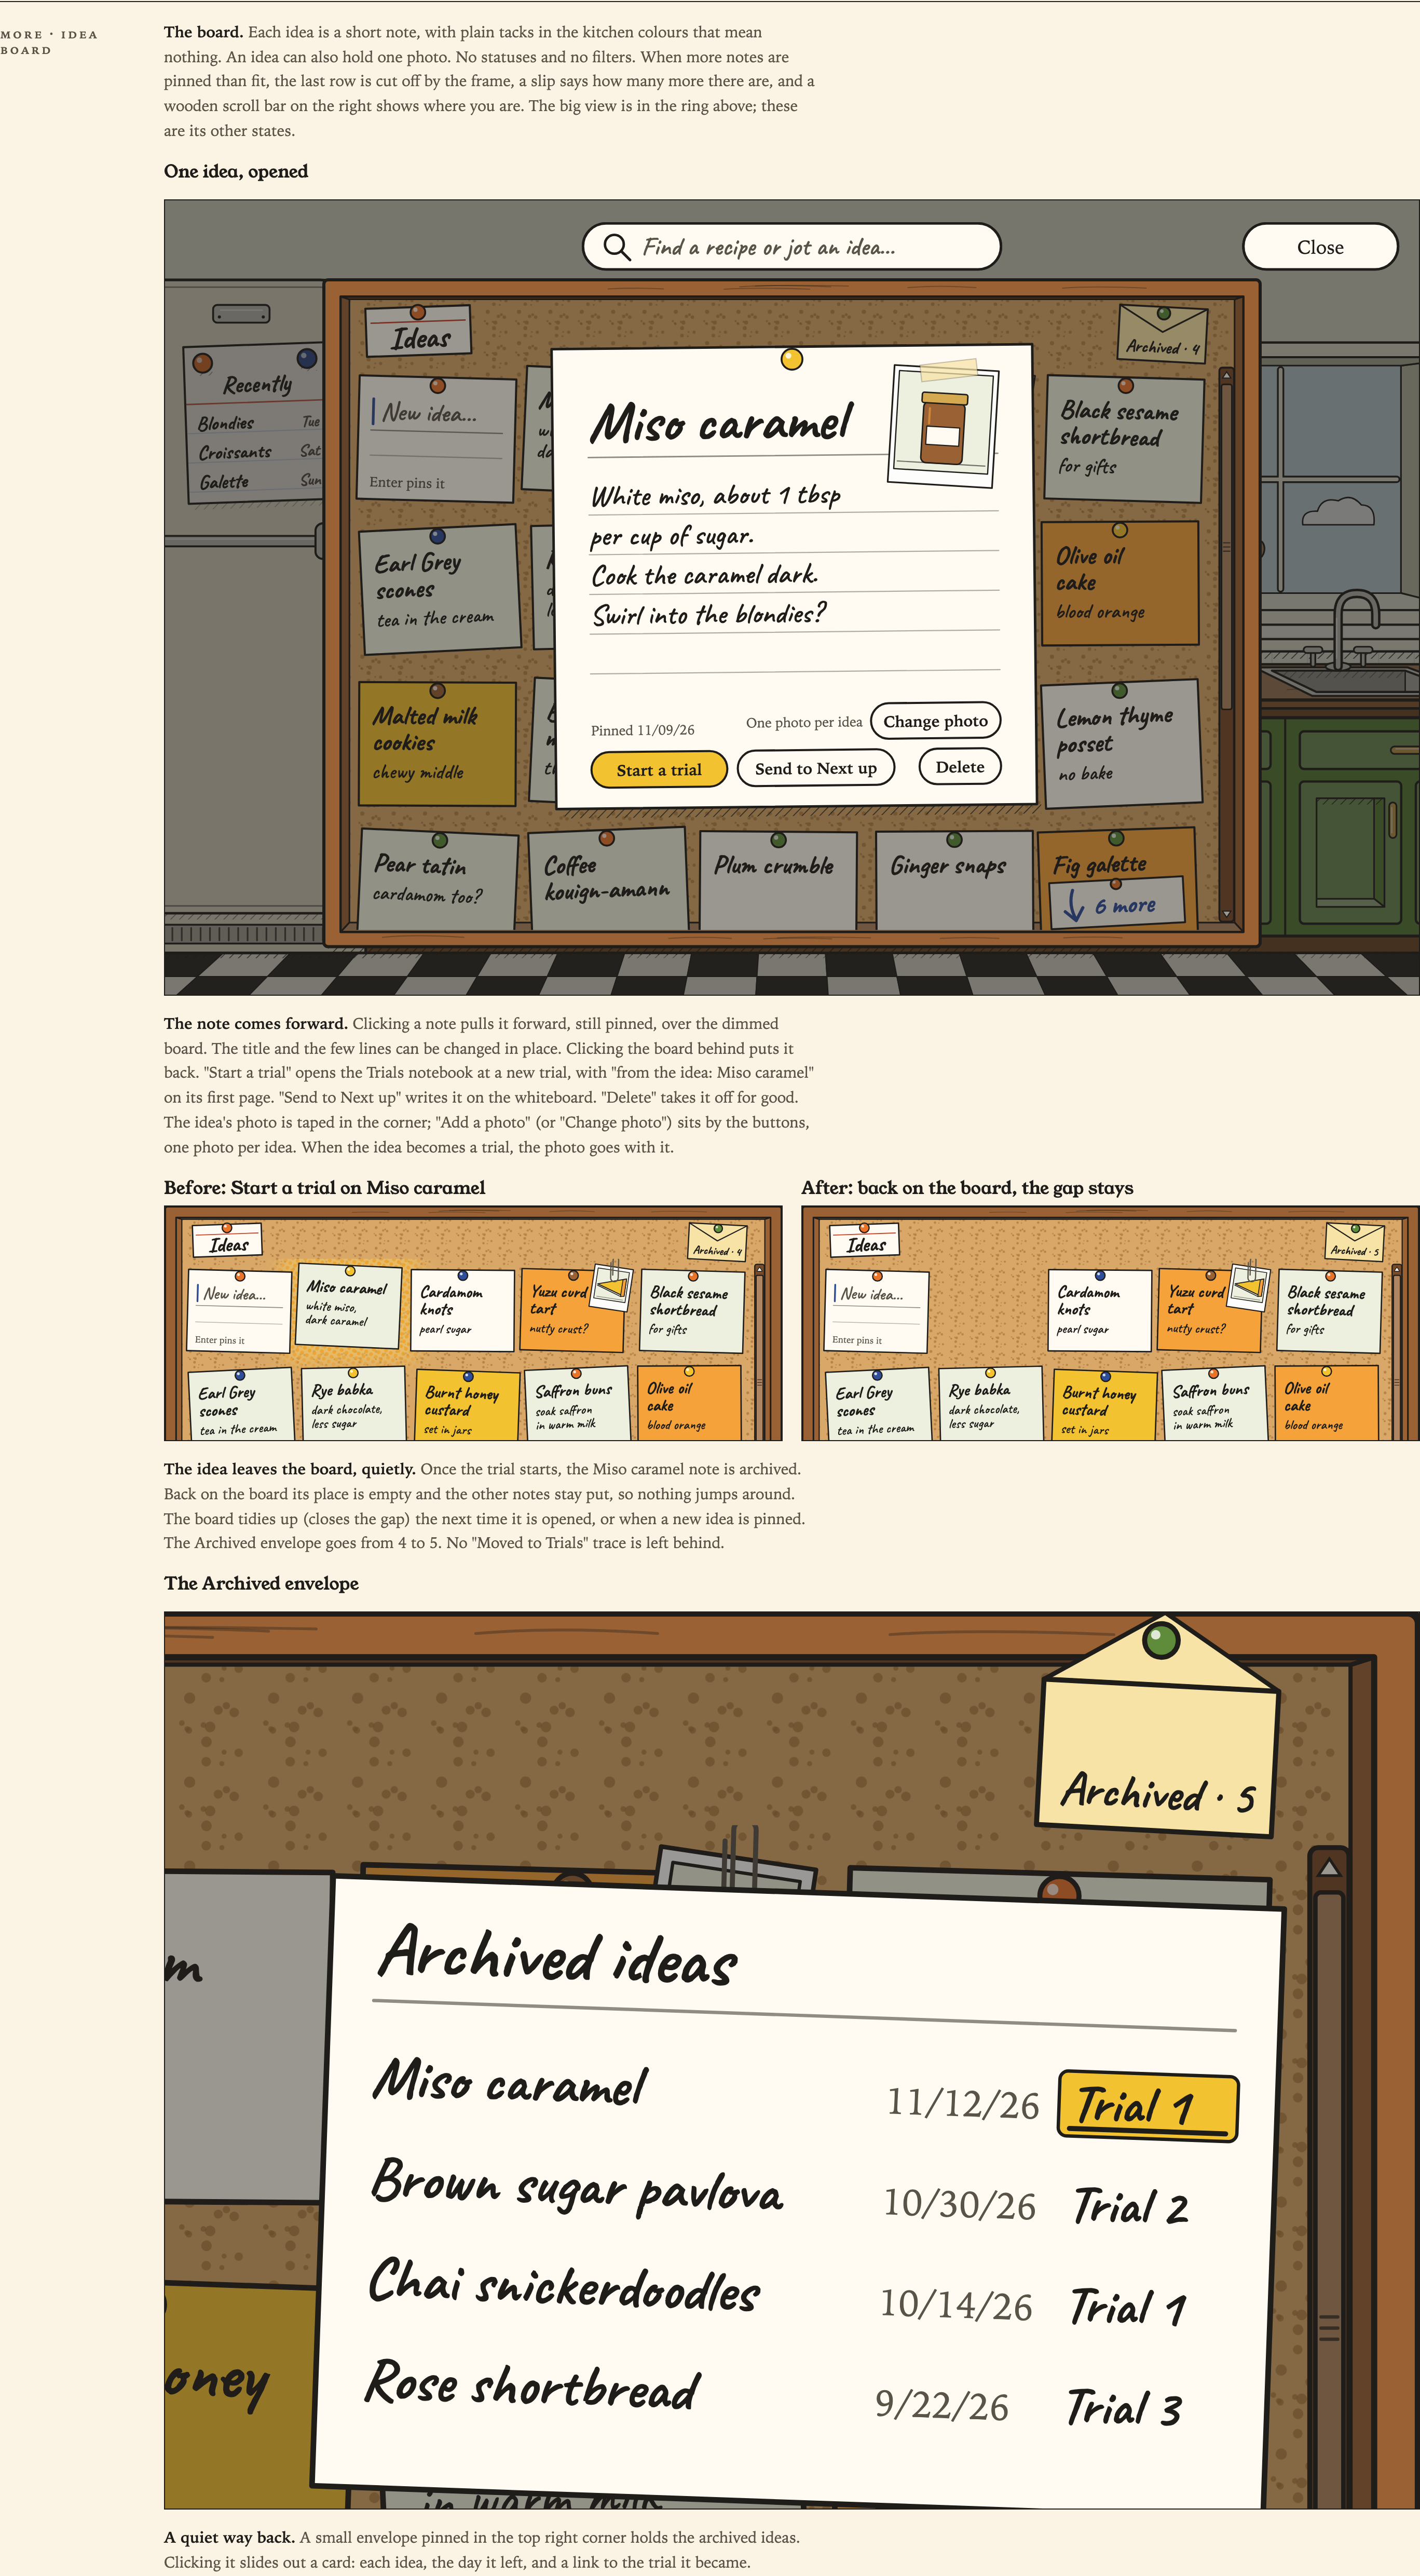 MORE · IDEA
BOARD
The board. Each idea is a short note, with plain tacks in the kitchen colours that mean
nothing. An idea can also hold one photo. No statuses and no filters. When more notes are
pinned than fit, the last row is cut off by the frame, a slip says how many more there are, and a
wooden scroll bar on the right shows where you are. The big view is in the ring above; these
are its other states.
One idea, opened
Find a recipe or jot an idea...
Close
Recently
Blondies Tue
Croissants Sat
Galette Sun
Ideas
Archived · 4
New idea...
Enter pins it
Miso caramel
White miso, about 1 tbsp
per cup of sugar.
Cook the caramel dark.
Swirl into the blondies?
Pinned 11/09/26
One photo per idea
Change photo
Start a trial
Send to Next up
Delete
Black sesame
shortbread
for gifts
Earl Grey
scones
tea in the cream
Olive oil
cake
blood orange
Malted milk
cookies
chewy middle
Lemon thyme
posset
no bake
Pear tatin
cardamom too?
Coffee
kouign-amann
Plum crumble
Ginger snaps
Fig galette
6 more
The note comes forward. Clicking a note pulls it forward, still pinned, over the dimmed
board. The title and the few lines can be changed in place. Clicking the board behind puts it
back. "Start a trial" opens the Trials notebook at a new trial, with "from the idea: Miso caramel"
on its first page. "Send to Next up" writes it on the whiteboard. "Delete" takes it off for good.
The idea's photo is taped in the corner; "Add a photo" (or "Change photo") sits by the buttons,
one photo per idea. When the idea becomes a trial, the photo goes with it.
Before: Start a trial on Miso caramel
Ideas
Archived · 4
New idea...
Enter pins it
Miso caramel
white miso,
dark caramel
Cardamom
knots
pearl sugar
Yuzu curd
tart
nutty crust?
Black sesame
shortbread
for gifts
Earl Grey
scones
tea in the cream
Rye babka
dark chocolate,
less sugar
Burnt honey
custard
set in jars
Saffron buns
soak saffron
in warm milk
Olive oil
cake
blood orange
After: back on the board, the gap stays
Ideas
Archived · 5
New idea...
Enter pins it
Cardamom
knots
pearl sugar
Yuzu curd
tart
nutty crust?
Black sesame
shortbread
for gifts
Earl Grey
scones
tea in the cream
Rye babka
dark chocolate,
less sugar
Burnt honey
custard
set in jars
Saffron buns
soak saffron
in warm milk
Olive oil
cake
blood orange
The idea leaves the board, quietly. Once the trial starts, the Miso caramel note is archived.
Back on the board its place is empty and the other notes stay put, so nothing jumps around.
The board tidies up (closes the gap) the next time it is opened, or when a new idea is pinned.
The Archived envelope goes from 4 to 5. No "Moved to Trials" trace is left behind.
The Archived envelope
Archived · 5
m
oney
Archived ideas
Miso caramel 11/12/26 Trial 1
Brown sugar pavlova 10/30/26 Trial 2
Chai snickerdoodles 10/14/26 Trial 1
Rose shortbread 9/22/26 Trial 3
in warm milk
A quiet way back. A small envelope pinned in the top right corner holds the archived ideas.
Clicking it slides out a card: each idea, the day it left, and a link to the trial it became.